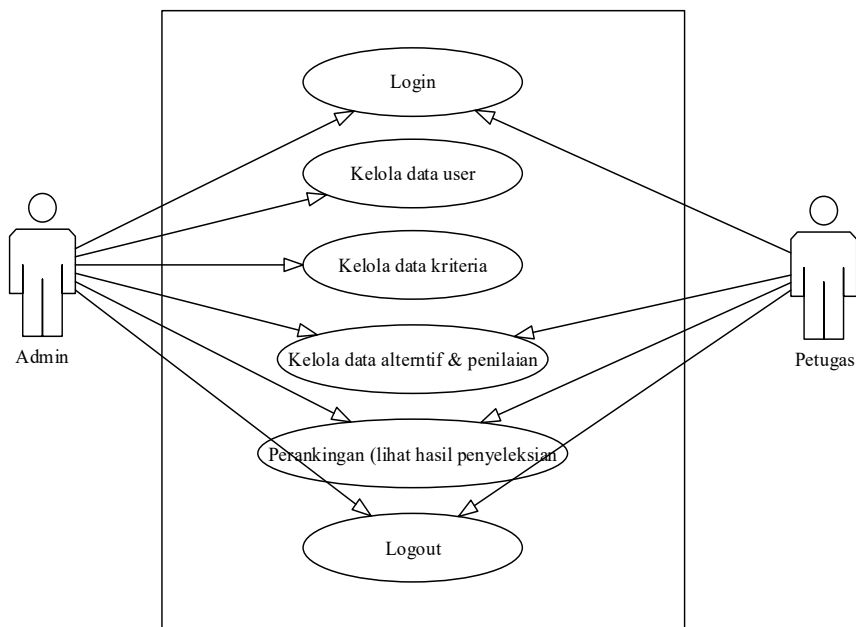 Login
Kelola data user
Kelola data kriteria
Admin
Petugas
Kelola data alterntif & penilaian
Perankingan (lihat hasil penyeleksian
Logout